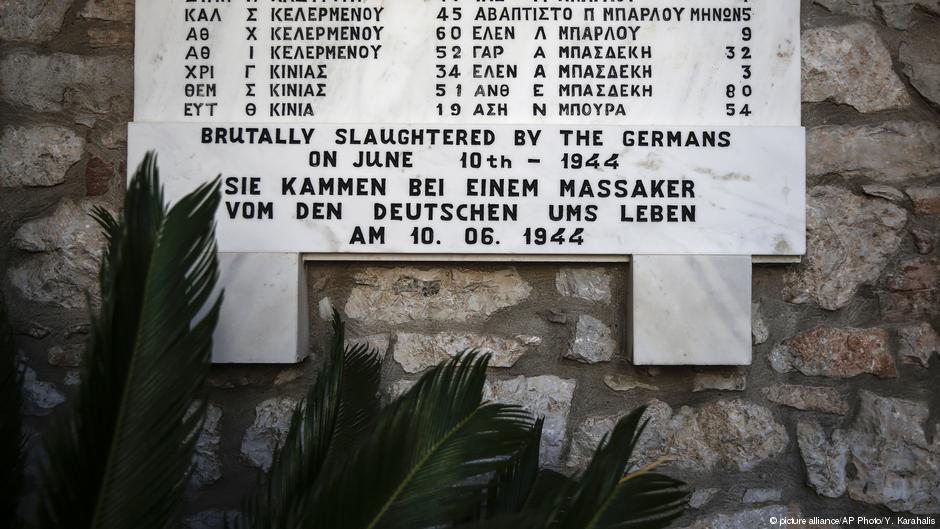 ΚΑΛ Σ ΚΕΛΕΡΜΕΝΟΥ 45 ΑΒΑΠΤΙΣΤΟ Π ΜΠΑΡΛΟΥ ΜΗΝΩΝ5
ΑΘ Χ ΚΕΛΕΡΜΕΝΟΥ 60 ΕΛΕΝ Λ ΜΠΑΡΛΟΥ 9
ΑΘ Ι ΚΕΛΕΡΜΕΝΟΥ 52 ΓΑΡ Α ΜΠΑΣΔΕΚΗ 32
ΧΡΙ Γ ΚΙΝΙΑΣ 34 ΕΛΕΝ Α ΜΠΑΣΔΕΚΗ 3
ΘΕΜ Σ ΚΙΝΙΑΣ 51 ΑΝΘ Ε ΜΠΑΣΔΕΚΗ 80
ΕΥΤ Θ ΚΙΝΙΑ 19 ΑΣΗ Ν ΜΠΟΥΡΑ 54
BRUTALLY SLAUGHTERED BY THE GERMANS
ON JUNE 10th - 1944
SIE KAMMEN BEI EINEM MASSAKER
VOM DEN DEUTSCHEN UMS LEBEN
AM 10. 06. 1944
© picture alliance/AP Photo/Y. Karahalis